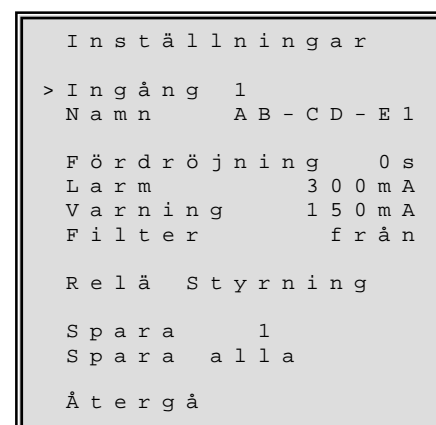 Inställningar
> Ingång 1
Namn AB-CD-E1
Fördröjning 0s
Larm 300mA
Varning 150mA
Filter från
Relä Styrning
Spara 1
Spara alla
Återgå